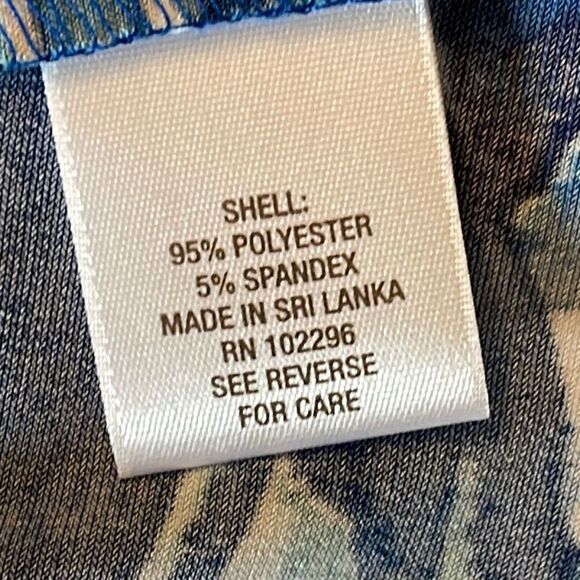 SHELL:
95% POLYESTER
5% SPANDEX
MADE IN SRI LANKA
RN 102296
SEE REVERSE
FOR CARE